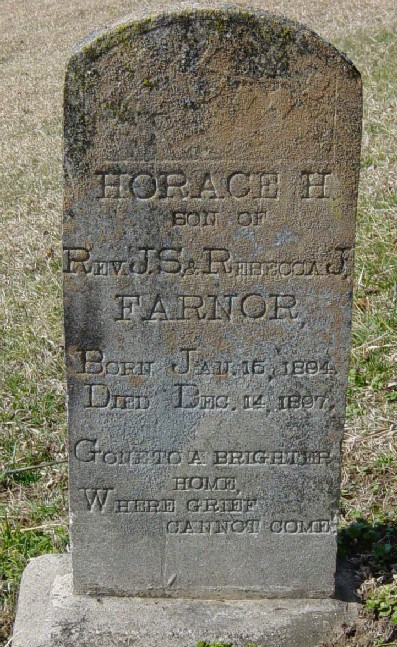 HORACE H.
SON OF
REV. J.S. & REBECCA J.
FARNOR,
BORN JAN. 15, 1894.
DIED DEC. 14, 1897.
GONE TO A BRIGHTER
HOME,
WHERE GRIEF
CANNOT COME.